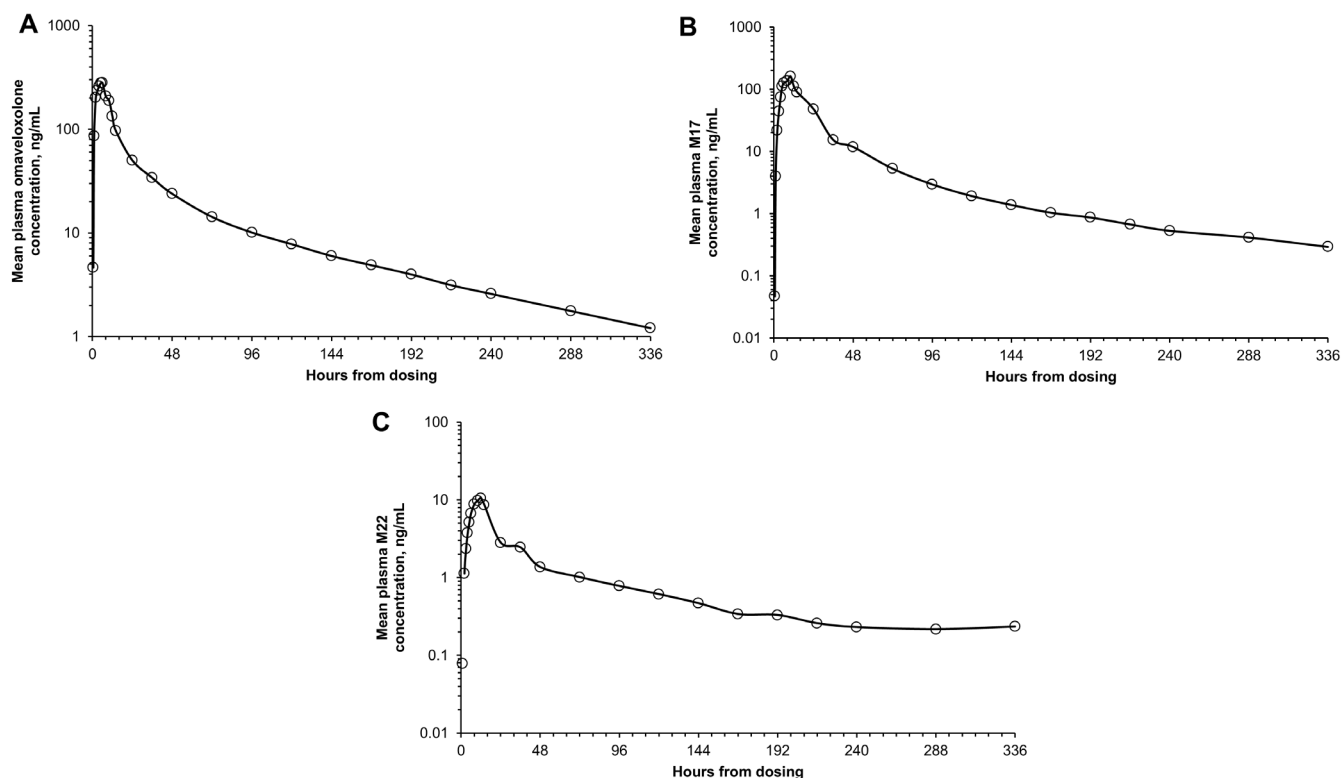 A
Mean plasma omaveloxolone
concentration, ng/mL
1000
100
10
1
0 48 96 144 192 240 288 336
Hours from dosing
B
Mean plasma M17
concentration, ng/mL
1000
100
10
1
0.1
0.01
0 48 96 144 192 240 288 336
Hours from dosing
C
Mean plasma M22
concentration, ng/mL
100
10
1
0.1
0.01
0 48 96 144 192 240 288 336
Hours from dosing